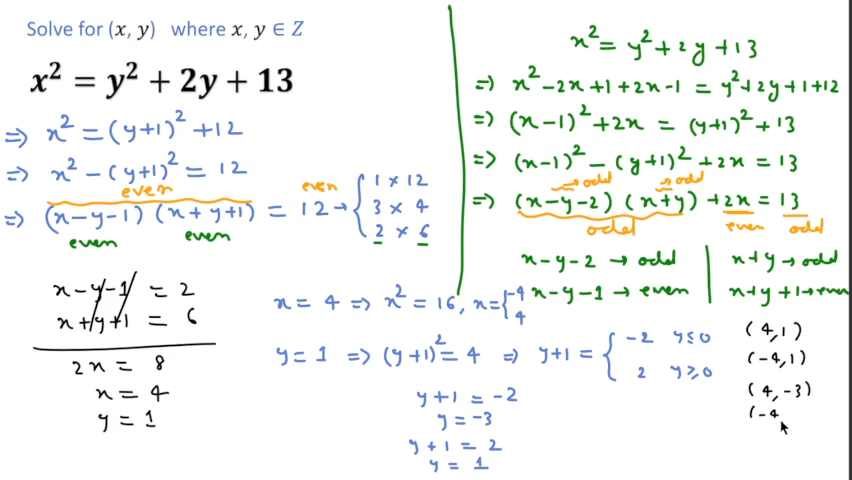 Solve for (x, y) where x, y ∈ Z
x² = y² + 2y + 13
⇒ x² = (y+1)² + 12
⇒ x² - (y+1)² = 12
even
⇒ (x-y-1) (x+y+1) = 12 → { 1 × 12
3 × 4
2 × 6
even
even
even
x - y - 1 = 2
x + y + 1 = 6
2x = 8
x = 4
y = 1
x = 4 ⇒ x² = 16, x = { -4
4
y = 1 ⇒ (y+1)² = 4 ⇒ y+1 = { -2 y ≤ 0
2 y ≥ 0
y + 1 = -2
y = -3
y + 1 = 2
y = 1
x² = y² + 2y + 13
⇒ x² - 2x + 1 + 2x - 1 = y² + 2y + 1 + 12
⇒ (x-1)² + 2x = (y+1)² + 13
⇒ (x-1)² - (y+1)² + 2x = 13
→ odd → odd
⇒ (x-y-2) (x+y) + 2x = 13
odd even odd
x - y - 2 → odd
x - y - 1 → even
x + y → odd
x + y + 1 → even
(4, 1)
(-4, 1)
(4, -3)
(-4